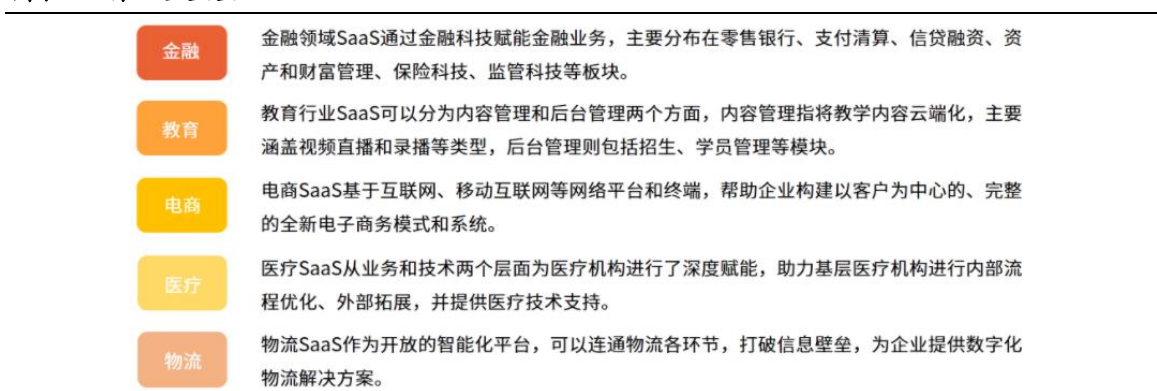 金融
金融领域SaaS通过金融科技赋能金融业务，主要分布在零售银行、支付清算、信贷融资、资
产和财富管理、保险科技、监管科技等板块。
教育
教育行业SaaS可以分为内容管理和后台管理两个方面，内容管理指将教学内容云端化，主要
涵盖视频直播和录播等类型，后台管理则包括招生、学员管理等模块。
电商
电商SaaS基于互联网、移动互联网等网络平台和终端，帮助企业构建以客户为中心的、完整
的全新电子商务模式和系统。
医疗
医疗SaaS从业务和技术两个层面为医疗机构进行了深度赋能，助力基层医疗机构进行内部流
程优化、外部拓展，并提供医疗技术支持。
物流
物流SaaS作为开放的智能化平台，可以连通物流各环节，打破信息壁垒，为企业提供数字化
物流解决方案。